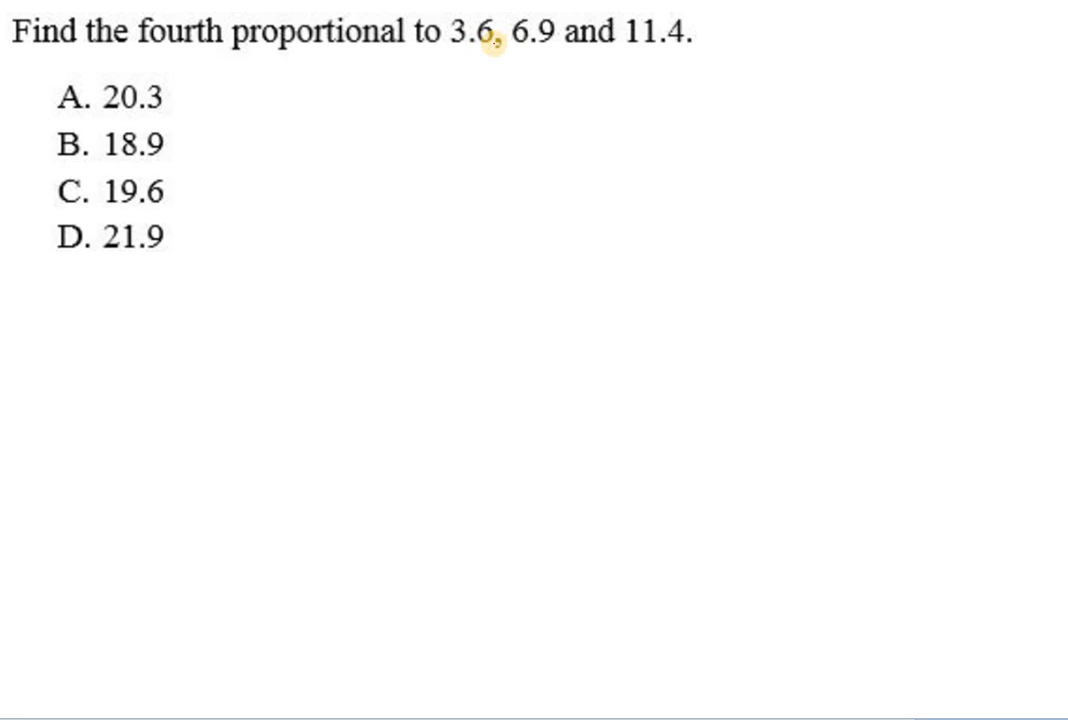 Find the fourth proportional to 3.6, 6.9 and 11.4.
A. 20.3
B. 18.9
C. 19.6
D. 21.9